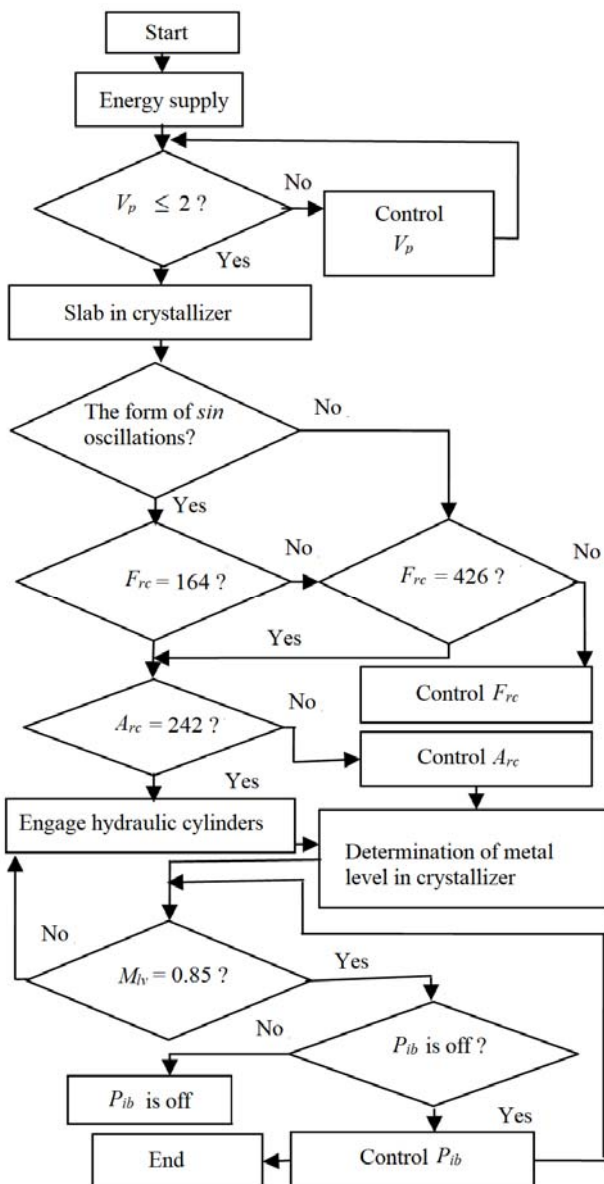 Start
Energy supply
V_p ≤ 2 ?
No
Control
V_p
Yes
Slab in crystallizer
The form of sin
oscillations?
No
Yes
F_rc = 164 ?
No
F_rc = 426 ?
No
Yes
Control F_rc
A_rc = 242 ?
No
Control A_rc
Yes
Engage hydraulic cylinders
Determination of metal
level in crystallizer
No
M_lv = 0.85 ?
Yes
No
P_ib is off ?
P_ib is off
Yes
End
Control P_ib